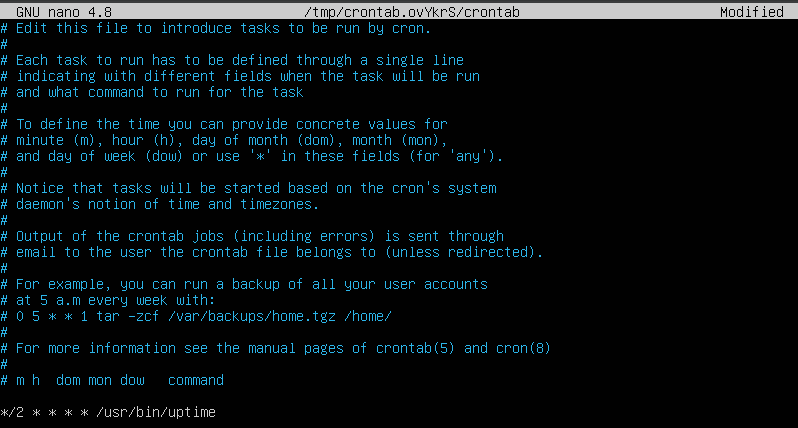 GNU nano 4.8 /tmp/crontab.ovYkrS/crontab Modified
# Edit this file to introduce tasks to be run by cron.
#
# Each task to run has to be defined through a single line
# indicating with different fields when the task will be run
# and what command to run for the task
#
# To define the time you can provide concrete values for
# minute (m), hour (h), day of month (dom), month (mon),
# and day of week (dow) or use '*' in these fields (for 'any').
#
# Notice that tasks will be started based on the cron's system
# daemon's notion of time and timezones.
#
# Output of the crontab jobs (including errors) is sent through
# email to the user the crontab file belongs to (unless redirected).
#
# For example, you can run a backup of all your user accounts
# at 5 a.m every week with:
# 0 5 * * 1 tar -zcf /var/backups/home.tgz /home/
#
# For more information see the manual pages of crontab(5) and cron(8)
#
# m h  dom mon dow   command
*/2 * * * * /usr/bin/uptime